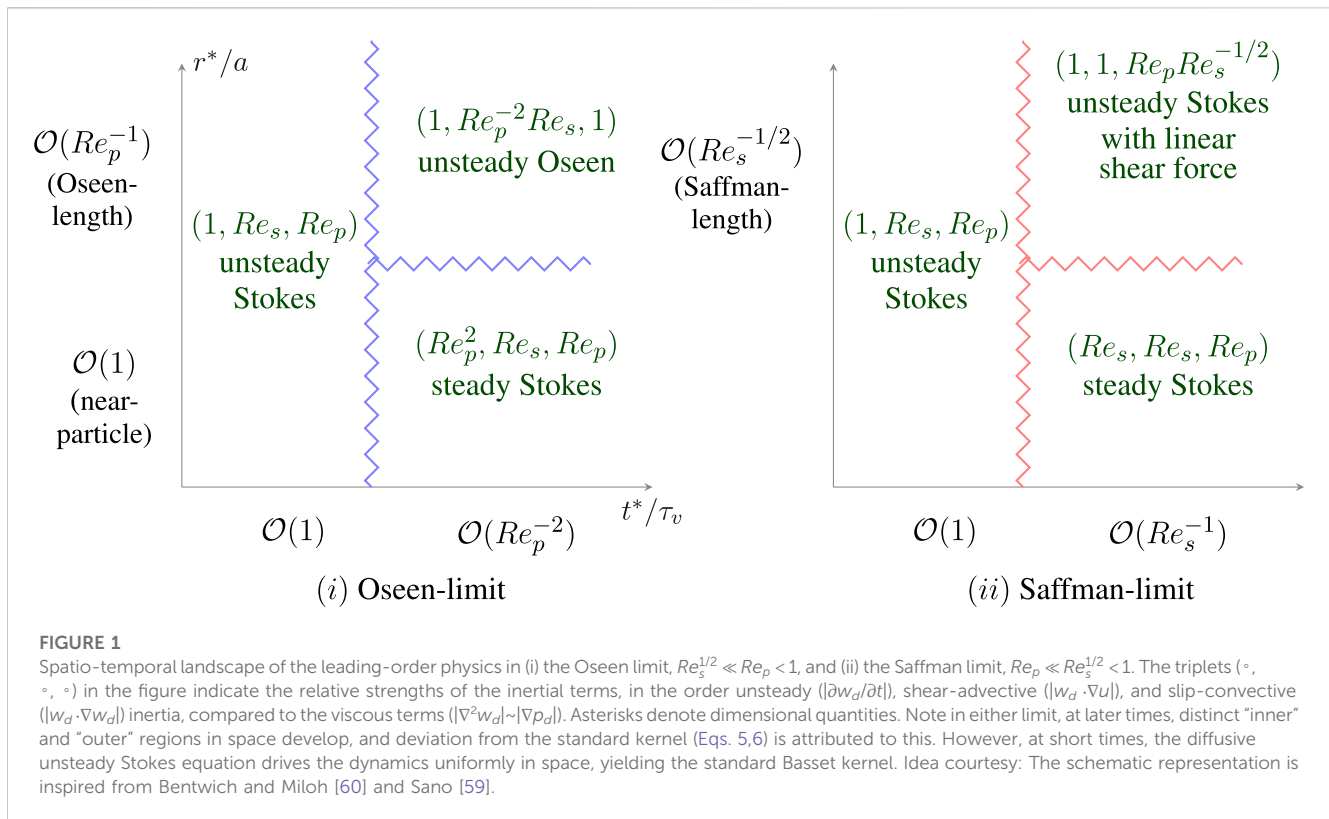 r*/a
O(Re_p^{-1})
(Oseen-
length)
(1, Re_p^{-2}Re_s, 1)
unsteady Oseen
(1, Re_s, Re_p)
unsteady
Stokes
O(1)
(near-
particle)
(Re_p^2, Re_s, Re_p)
steady Stokes
t*/τ_v
O(1)
O(Re_p^{-2})
(i) Oseen-limit
O(Re_s^{-1/2})
(Saffman-
length)
(1, 1, Re_pRe_s^{-1/2})
unsteady Stokes
with linear
shear force
(1, Re_s, Re_p)
unsteady
Stokes
(Re_s, Re_s, Re_p)
steady Stokes
O(1)
O(Re_s^{-1})
(ii) Saffman-limit
FIGURE 1
Spatio-temporal landscape of the leading-order physics in (i) the Oseen limit, Re_s^{1/2} ≪ Re_p < 1, and (ii) the Saffman limit, Re_p ≪ Re_s^{1/2} < 1. The triplets (◦,
◦, ◦) in the figure indicate the relative strengths of the inertial terms, in the order unsteady (|∂w_d/∂t|), shear-advective (|w_d ·∇u|), and slip-convective
(|w_d ·∇w_d|) inertia, compared to the viscous terms (|∇²w_d|~|∇p_d|). Asterisks denote dimensional quantities. Note in either limit, at later times, distinct “inner”
and “outer” regions in space develop, and deviation from the standard kernel (Eqs. 5,6) is attributed to this. However, at short times, the diffusive
unsteady Stokes equation drives the dynamics uniformly in space, yielding the standard Basset kernel. Idea courtesy: The schematic representation is
inspired from Bentwich and Miloh [60] and Sano [59].